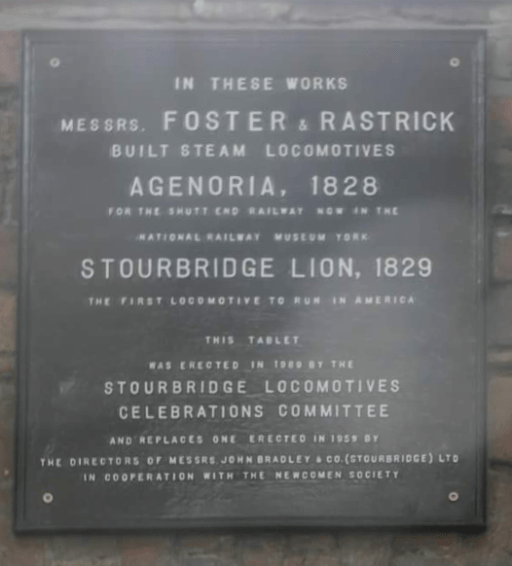 IN THESE WORKS
MESSRS. FOSTER & RASTRICK
BUILT STEAM LOCOMOTIVES
AGENORIA, 1828
FOR THE SHUTT END RAILWAY NOW IN THE
NATIONAL RAILWAY MUSEUM YORK
STOURBRIDGE LION, 1829
THE FIRST LOCOMOTIVE TO RUN IN AMERICA
THIS TABLET
WAS ERECTED IN 1989 BY THE
STOURBRIDGE LOCOMOTIVES
CELEBRATIONS COMMITTEE
AND REPLACES ONE ERECTED IN 1959 BY
THE DIRECTORS OF MESSRS. JOHN BRADLEY & CO. (STOURBRIDGE) LTD
IN COOPERATION WITH THE NEWCOMEN SOCIETY